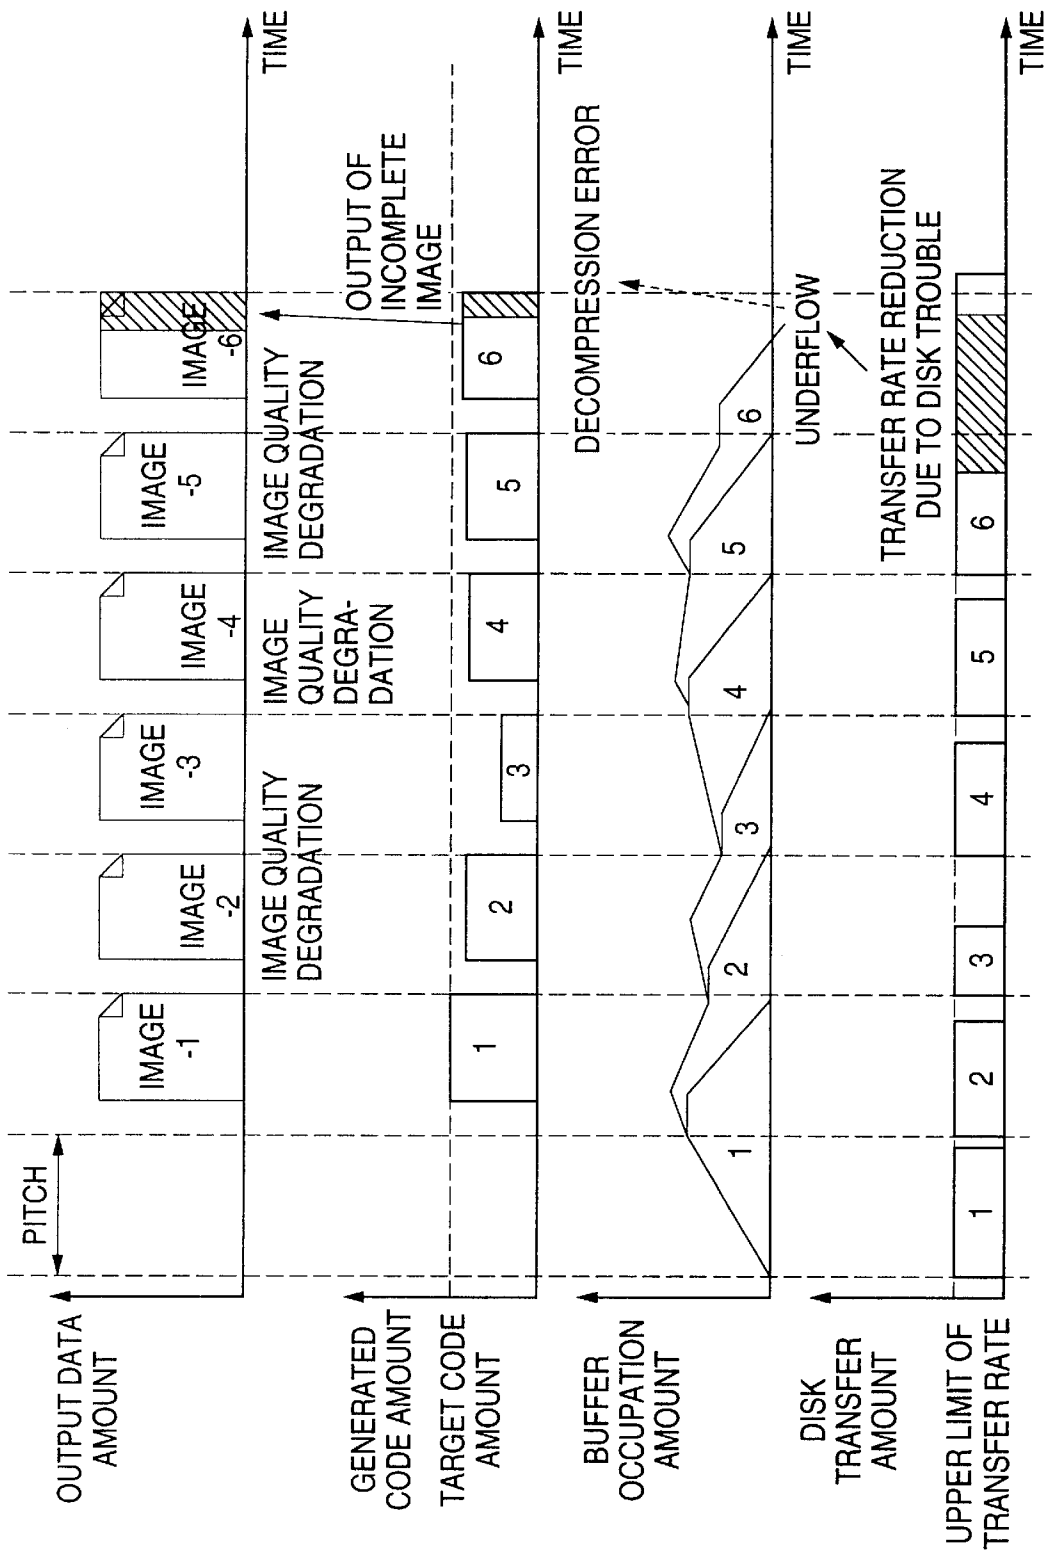 OUTPUT DATA
AMOUNT
PITCH
IMAGE
-1
IMAGE
-2
IMAGE
-3
IMAGE
-4
IMAGE
-5
IMAGE
-6
TIME
IMAGE QUALITY
DEGRADATION
IMAGE
QUALITY
DEGRA-
DATION
IMAGE QUALITY
DEGRADATION
OUTPUT OF
INCOMPLETE
IMAGE
GENERATED
CODE AMOUNT
TARGET CODE
AMOUNT
1
2
3
4
5
6
TIME
DECOMPRESSION ERROR
BUFFER
OCCUPATION
AMOUNT
1
2
3
4
5
6
TIME
UNDERFLOW
TRANSFER RATE REDUCTION
DUE TO DISK TROUBLE
DISK
TRANSFER
AMOUNT
UPPER LIMIT OF
TRANSFER RATE
1
2
3
4
5
6
TIME